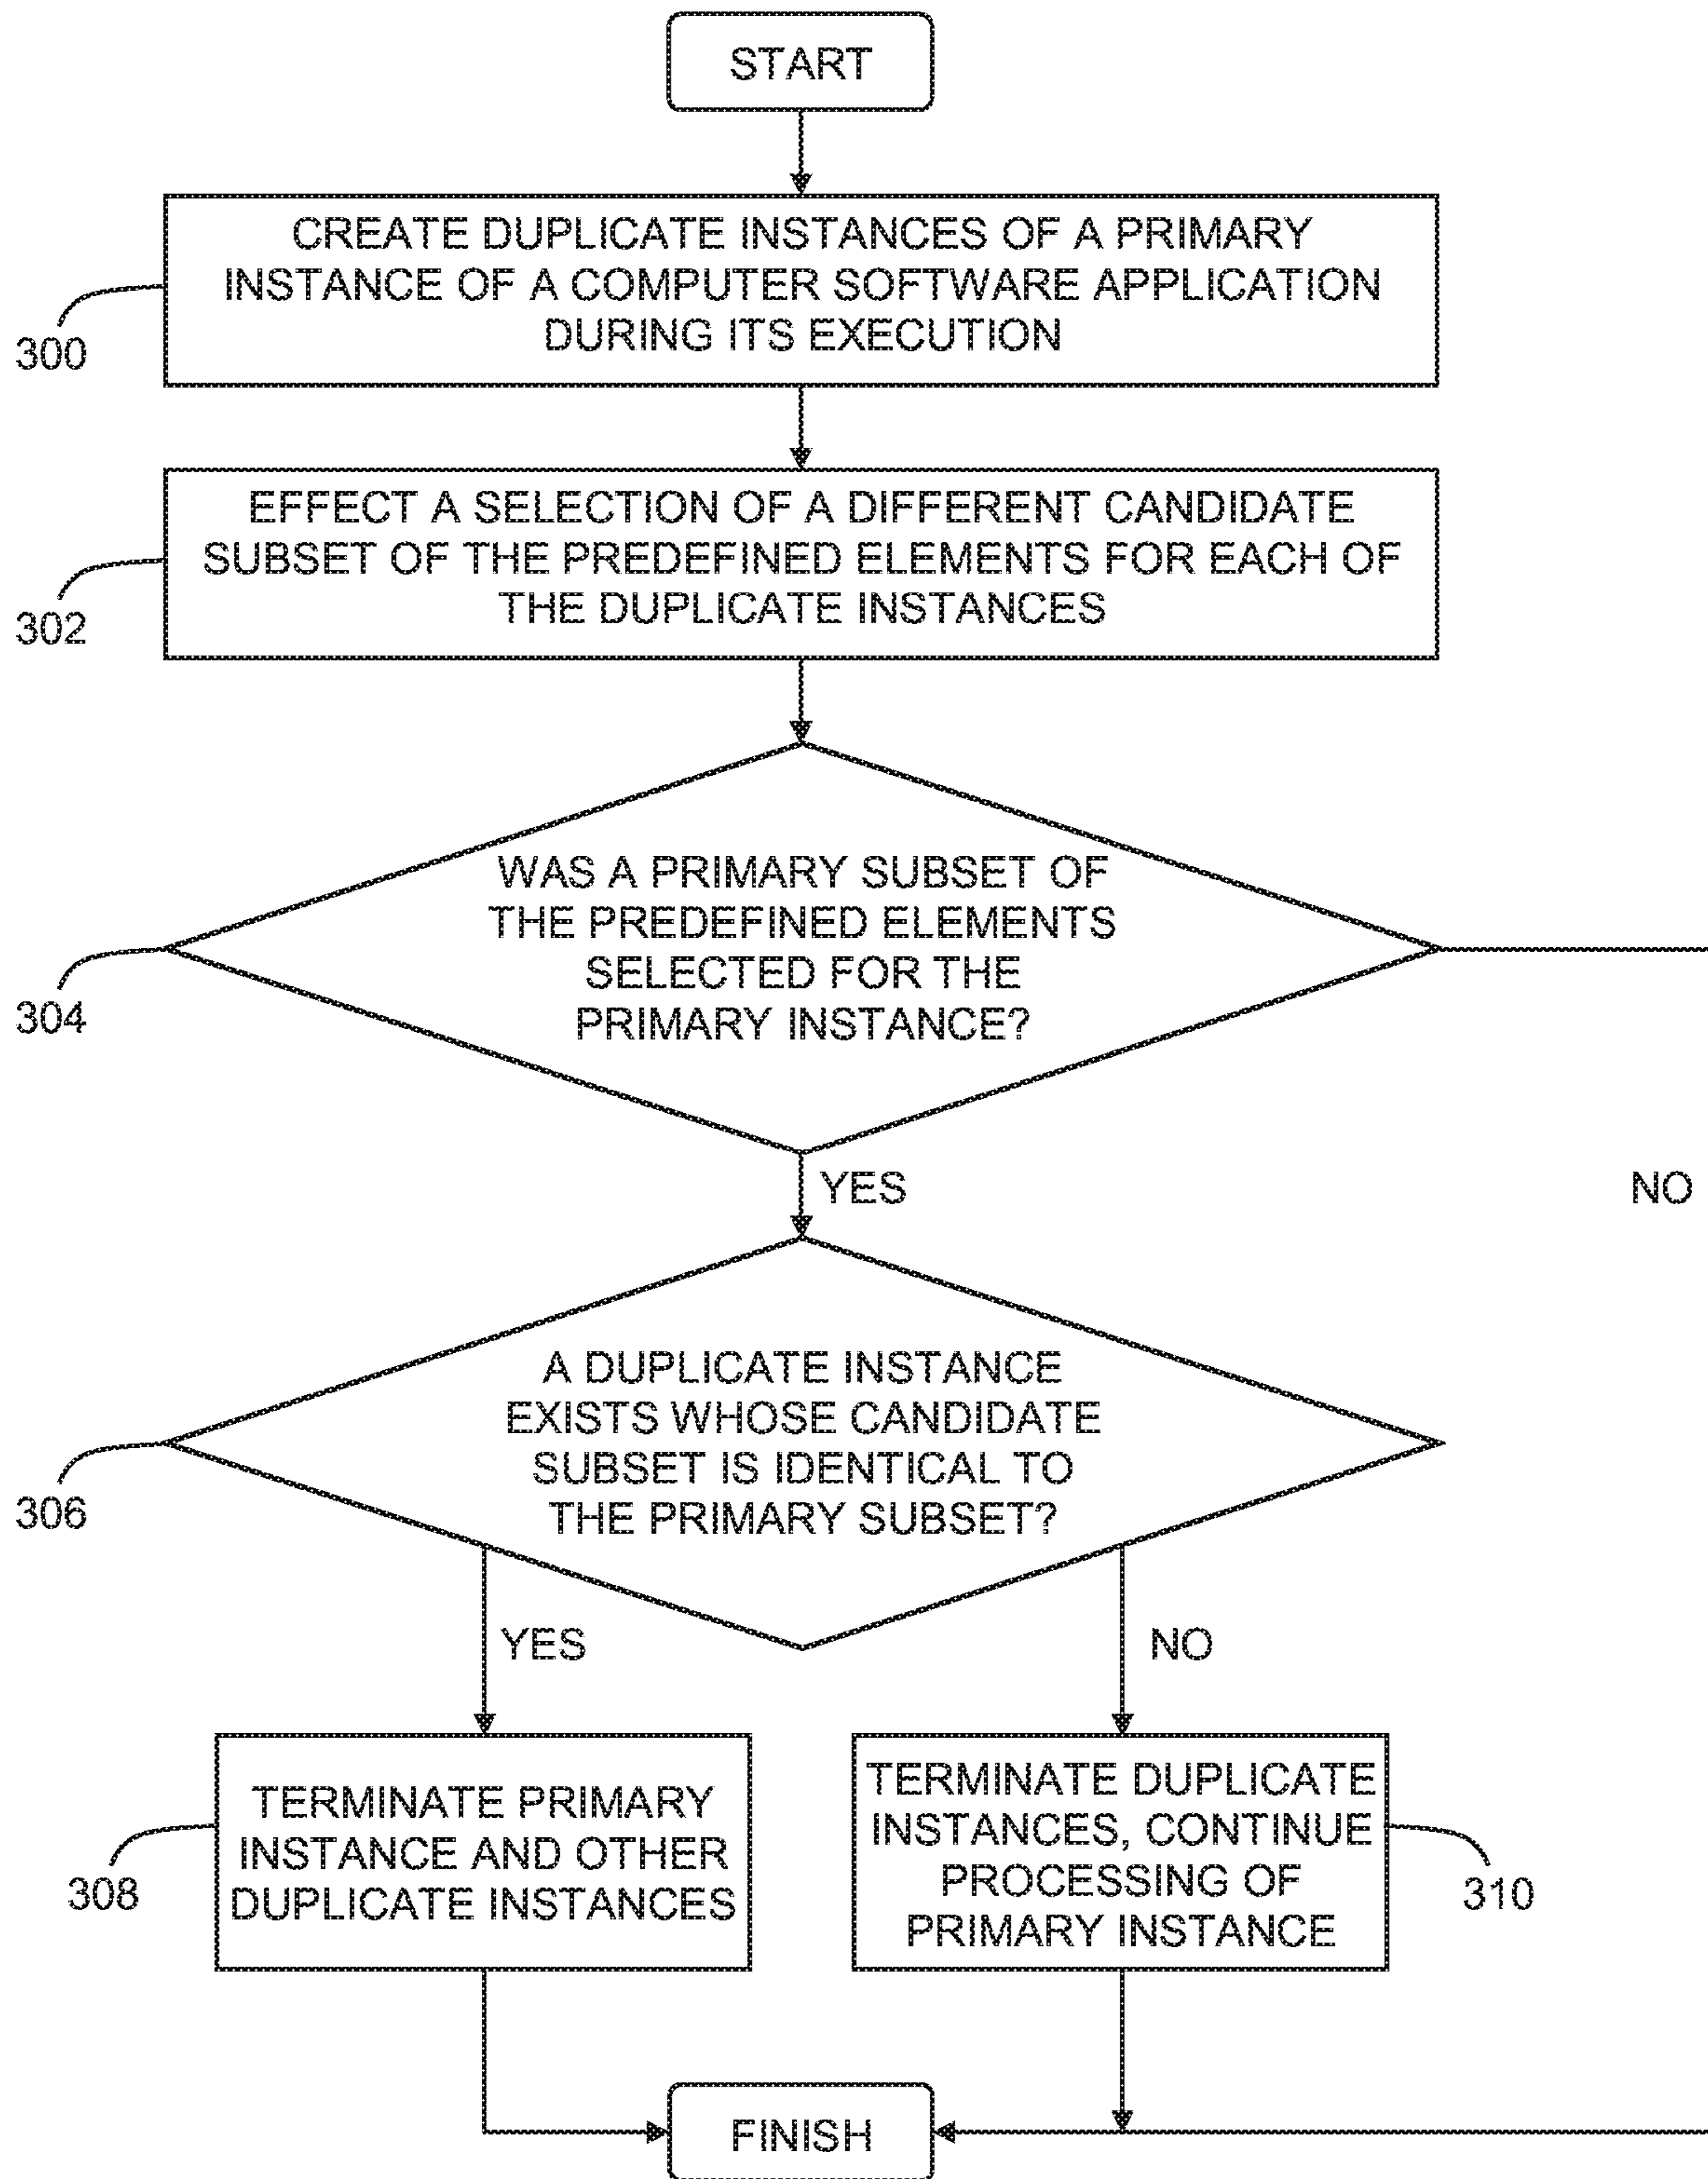 START
CREATE DUPLICATE INSTANCES OF A PRIMARY
INSTANCE OF A COMPUTER SOFTWARE APPLICATION
DURING ITS EXECUTION
300
EFFECT A SELECTION OF A DIFFERENT CANDIDATE
SUBSET OF THE PREDEFINED ELEMENTS FOR EACH OF
THE DUPLICATE INSTANCES
302
WAS A PRIMARY SUBSET OF
THE PREDEFINED ELEMENTS
SELECTED FOR THE
PRIMARY INSTANCE?
304
YES
NO
A DUPLICATE INSTANCE
EXISTS WHOSE CANDIDATE
SUBSET IS IDENTICAL TO
THE PRIMARY SUBSET?
306
YES
NO
TERMINATE PRIMARY
INSTANCE AND OTHER
DUPLICATE INSTANCES
308
TERMINATE DUPLICATE
INSTANCES, CONTINUE
PROCESSING OF
PRIMARY INSTANCE
310
FINISH